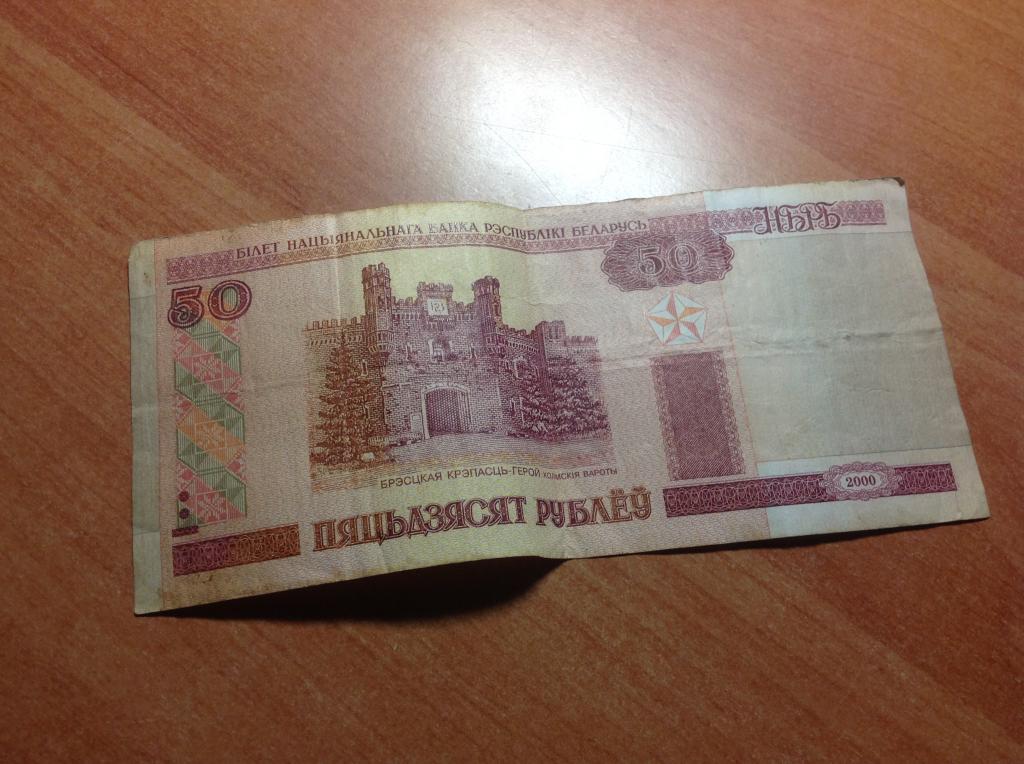 БІЛЕТ НАЦЫЯНАЛЬНАГА БАНКА РЭСПУБЛІКІ БЕЛАРУСЬ
НБРБ
50
50
БРЭСЦКАЯ КРЭПАСЦЬ-ГЕРОЙ ХОЛМСКІЯ ВАРОТЫ
2000
ПЯЦЬДЗЯСЯТ РУБЛЁЎ